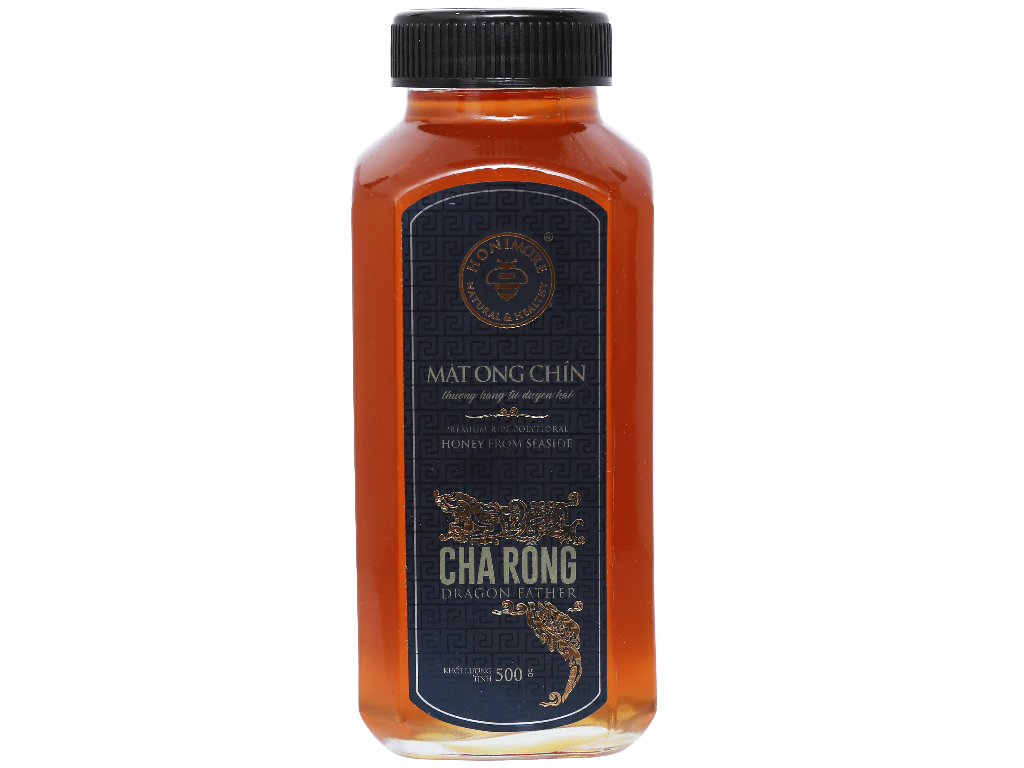 HONIMORE
®
NATURAL & HEALTHY
MẬT ONG CHÍN
thượng hạng từ duyên hải
PREMIUM RIPE POLYFLORAL
HONEY FROM SEASIDE
CHA RỒNG
DRAGON FATHER
KHỐI LƯỢNG
TỊNH 500 g